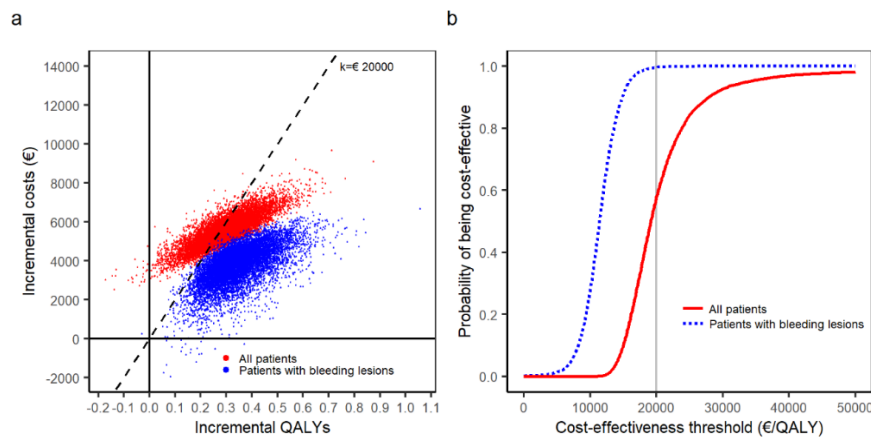 a
b
14000
12000
10000
8000
6000
4000
2000
0
-2000
Incremental costs (€)
k=€ 20000
All patients
Patients with bleeding lesions
-0.2 -0.1 0.0 0.1 0.2 0.3 0.4 0.5 0.6 0.7 0.8 0.9 1.0 1.1
Incremental QALYs
1.0
0.8
0.6
0.4
0.2
0.0
Probability of being cost-effective
All patients
Patients with bleeding lesions
0 10000 20000 30000 40000 50000
Cost-effectiveness threshold (€/QALY)